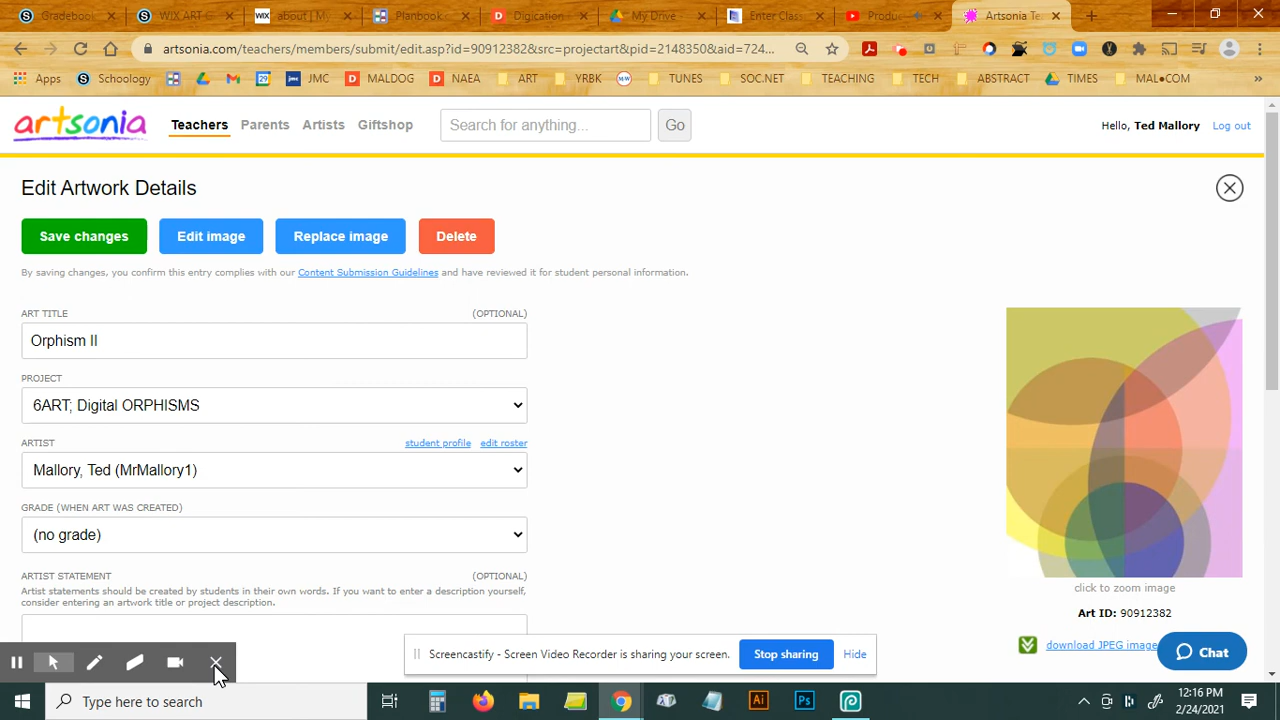 Gradebook
WIX ART G
about | My
Planbook
Digication
My Drive -
Enter Class
Produc
Artsonia Te
artsonia.com/teachers/members/submit/edit.asp?id=90912382&src=projectart&pid=2148350&aid=724...
Apps Schoology JMC MALDOG NAEA ART YRBK TUNES SOC.NET TEACHING TECH ABSTRACT TIMES MAL●COM »
artsonia Teachers Parents Artists Giftshop Search for anything... Go Hello, Ted Mallory Log out
Edit Artwork Details
Save changes Edit image Replace image Delete
By saving changes, you confirm this entry complies with our Content Submission Guidelines and have reviewed it for student personal information.
ART TITLE (OPTIONAL)
Orphism II
PROJECT
6ART; Digital ORPHISMS
ARTIST student profile edit roster
Mallory, Ted (MrMallory1)
GRADE (WHEN ART WAS CREATED)
(no grade)
ARTIST STATEMENT (OPTIONAL)
Artist statements should be created by students in their own words. If you want to enter a description yourself,
consider entering an artwork title or project description.
click to zoom image
Art ID: 90912382
download JPEG image
Chat
Screencastify - Screen Video Recorder is sharing your screen. Stop sharing Hide
Type here to search
12:16 PM
2/24/2021